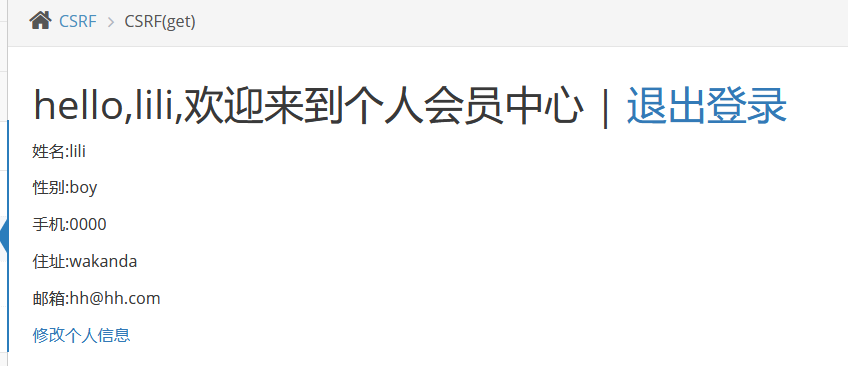 CSRF > CSRF(get)
hello,lili,欢迎来到个人会员中心 | 退出登录
姓名:lili
性别:boy
手机:0000
住址:wakanda
邮箱:hh@hh.com
修改个人信息